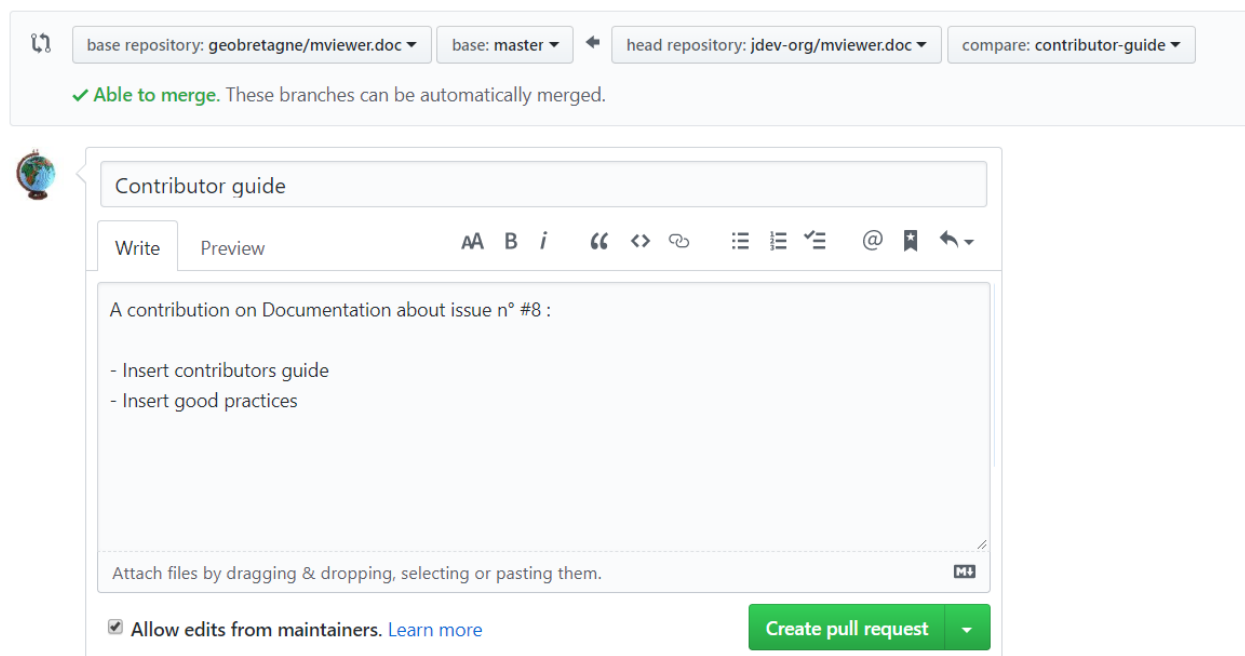 base repository: geobretagne/mviewer.doc base: master head repository: jdev-org/mviewer.doc compare: contributor-guide
Able to merge. These branches can be automatically merged.
Contributor guide
Write Preview AA B i
A contribution on Documentation about issue n° #8 :
- Insert contributors guide
- Insert good practices
Attach files by dragging & dropping, selecting or pasting them.
Allow edits from maintainers. Learn more Create pull request